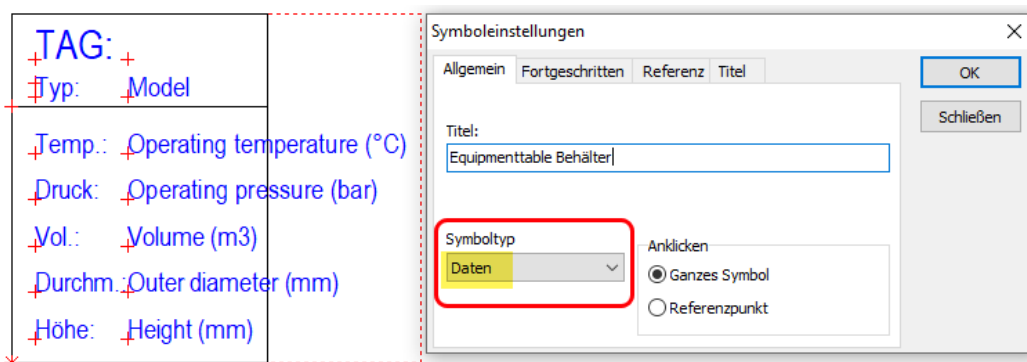 TAG:
Typ: Model
Temp.: Operating temperature (°C)
Druck: Operating pressure (bar)
Vol.: Volume (m3)
Durchm.: Outer diameter (mm)
Höhe: Height (mm)
Symboleinstellungen
Allgemein Fortgeschritten Referenz Titel
OK
Schließen
Titel:
Equipmenttable Behälter
Symboltyp
Daten
Anklicken
Ganzes Symbol
Referenzpunkt